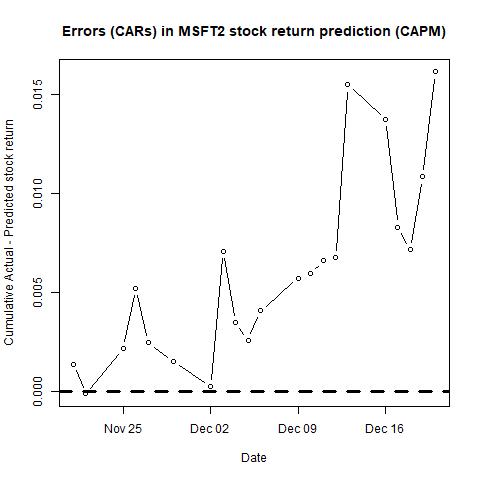 Errors (CARs) in MSFT2 stock return prediction (CAPM)
Cumulative Actual - Predicted stock return
0.015
0.010
0.005
0.000
Nov 25 Dec 02 Dec 09 Dec 16
Date